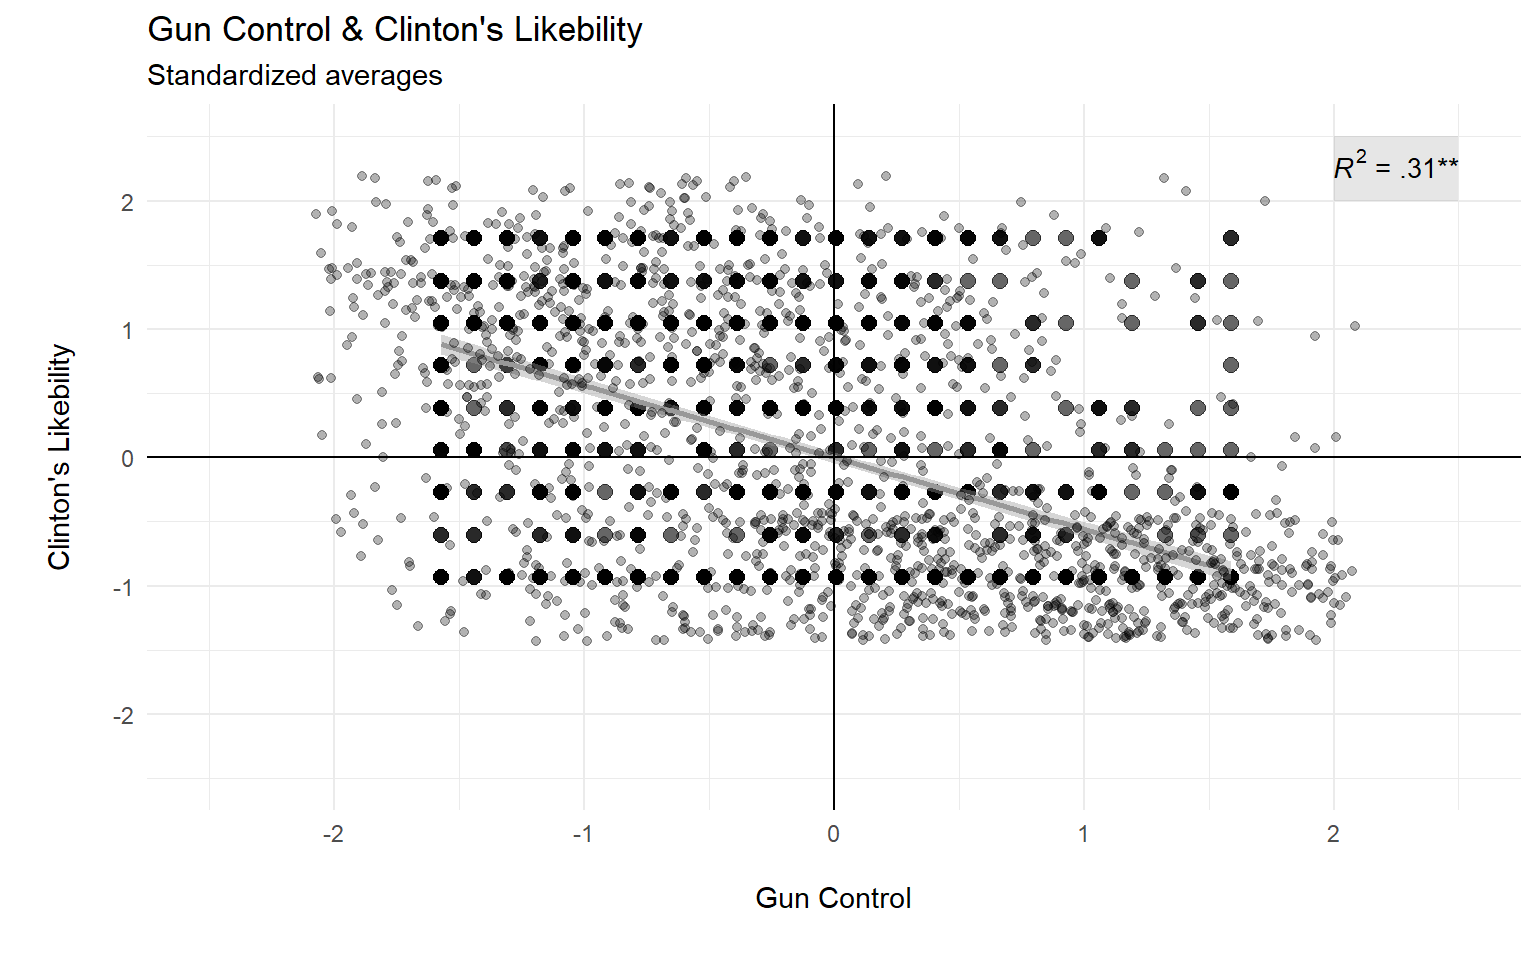 Gun Control & Clinton's Likebility
Standardized averages
R² = .31**
2
1
0
-1
-2
Clinton's Likebility
-2
-1
0
1
2
Gun Control